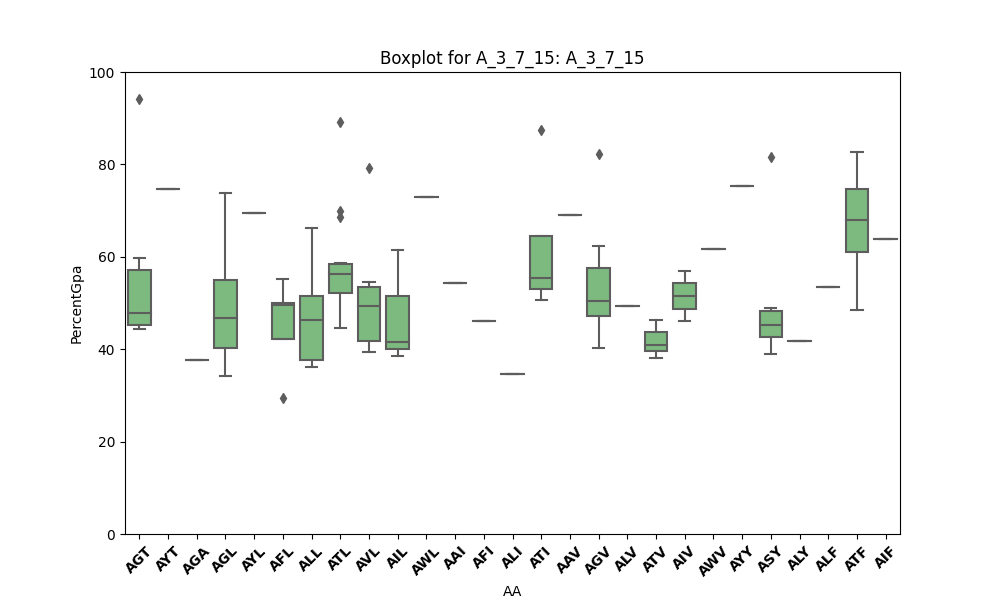 Boxplot for A_3_7_15: A_3_7_15
100
80
60
40
20
0
PercentGpa
AGT AYT AGA AGL AYL AFL ALL ATL AVL AIL AWL AAI AFI ALI ATI AAV AGV ALV ATV AIV AWV AYY ASY ALY ALF ATF AIF
AA